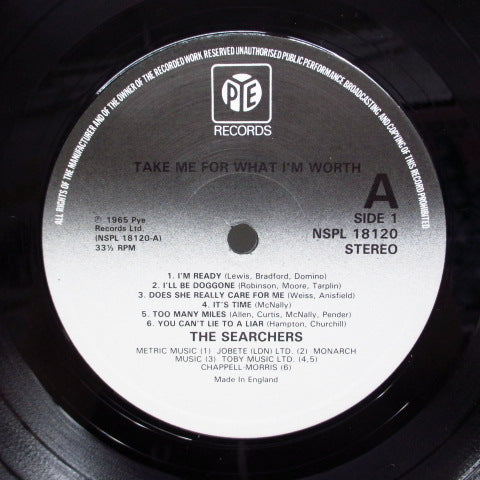 ALL RIGHTS OF THE MANUFACTURER AND OF THE OWNER OF THE RECORDED WORK RESERVED UNAUTHORISED PUBLIC PERFORMANCE BROADCASTING AND COPYING OF THIS RECORD PROHIBITED
PYE
RECORDS
TAKE ME FOR WHAT I'M WORTH
A
SIDE 1
NSPL 18120
STEREO
℗ 1965 Pye
Records Ltd.
(NSPL 18120-A)
33⅓ RPM
1. I'M READY (Lewis, Bradford, Domino)
2. I'LL BE DOGGONE (Robinson, Moore, Tarplin)
3. DOES SHE REALLY CARE FOR ME (Weiss, Anisfield)
4. IT'S TIME (McNally)
5. TOO MANY MILES (Allen, Curtis, McNally, Pender)
6. YOU CAN'T LIE TO A LIAR (Hampton, Churchill)
THE SEARCHERS
METRIC MUSIC (1) JOBETE (LDN) LTD. (2) MONARCH
MUSIC (3) TOBY MUSIC LTD. (4,5)
CHAPPELL-MORRIS (6)
Made In England